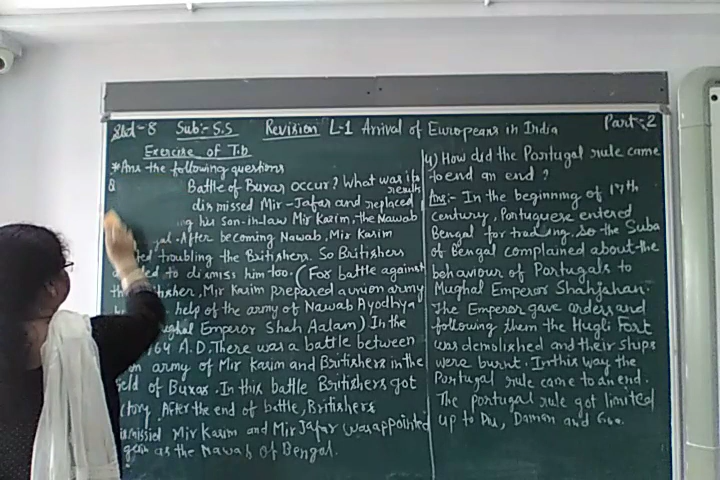 Std-8 Sub:- S.S Revision L-1 Arrival of Europeans in India Part-2
Exercise of T.b
*Ans the following questions
Q Battle of Buxar occur? What was its
result
dismissed Mir-Jafar and replaced
his son-in-law Mir Kasim, the Nawab
After becoming Nawab, Mir Kasim
troubling the Britishers. So Britishers
to dismiss him too. (For battle against
Mir Kasim prepared a union army
help of the army of Nawab Ayodhya
Emperor Shah Aalam) In the
64 A.D, There was a battle between
army of Mir Kasim and Britishers in the
of Buxar. In this battle Britishers got
After the end of battle, Britishers
Mir Kasim and Mir Jafar was appointed
as the Nawab of Bengal.
4) How did the Portugal rule came
to end an end?
Ans:- In the beginning of 17th
century, Portuguese entered
Bengal for trading. So the Suba
of Bengal complained about the
behaviour of Portugals to
Mughal Emperor Shahjahan.
The Emperor gave orders and
following them the Hugli Fort
was demolished and their ships
were burnt. In this way the
Portugal rule came to an end.
The Portugal rule got limited
up to Diu, Daman and Goa.